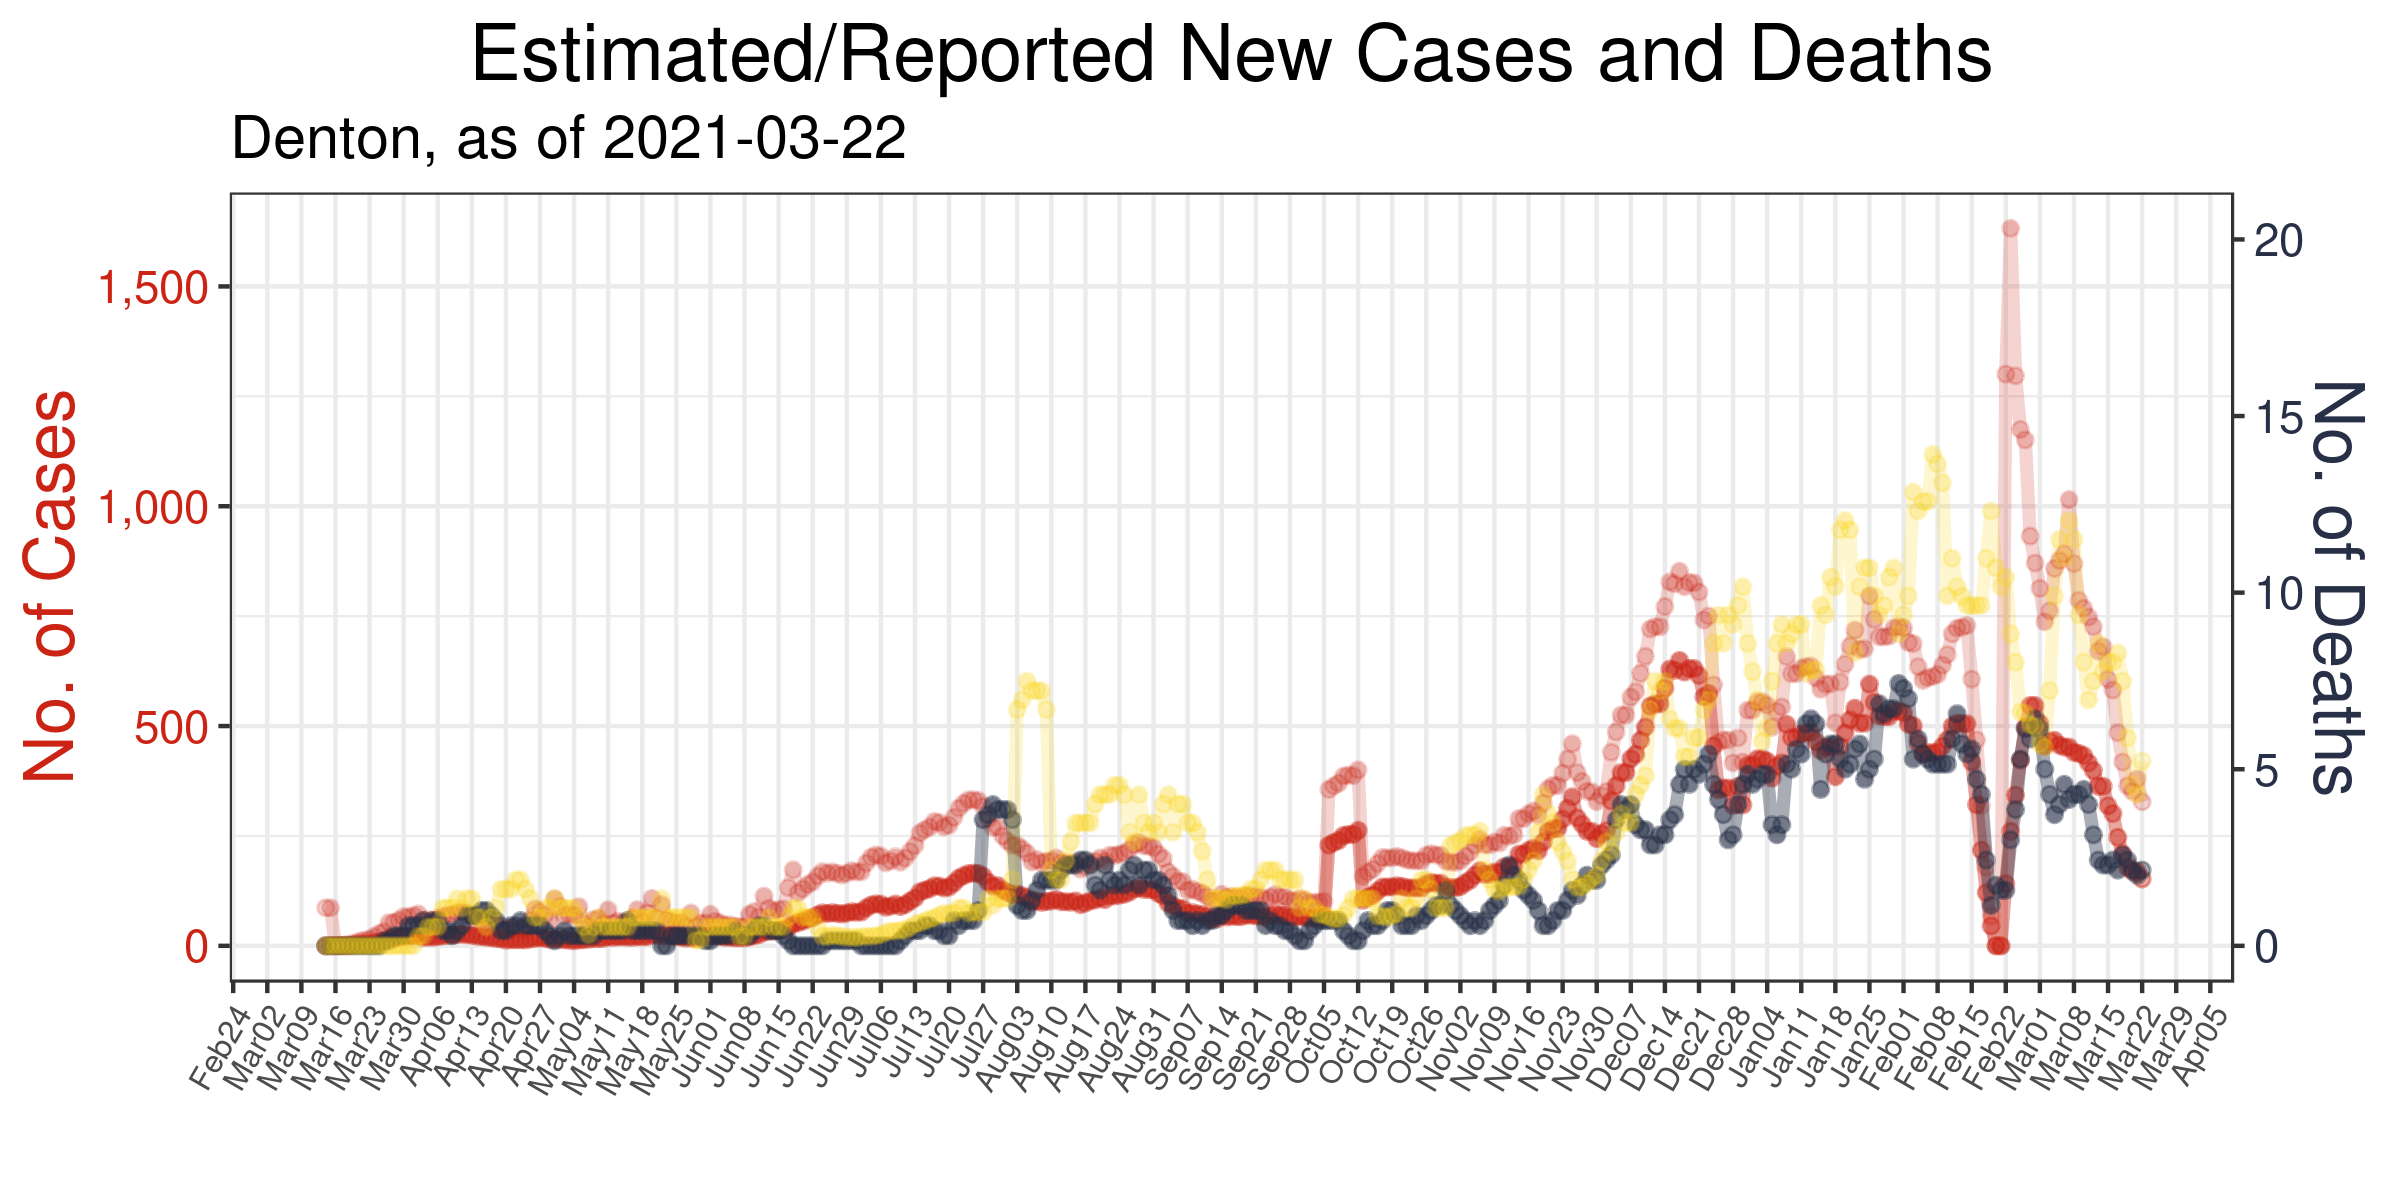 Estimated/Reported New Cases and Deaths
Denton, as of 2021-03-22
No. of Cases
1,500
1,000
500
0
No. of Deaths
20
15
10
5
0
Feb24
Mar02
Mar09
Mar16
Mar23
Mar30
Apr06
Apr13
Apr20
Apr27
May04
May11
May18
May25
Jun01
Jun08
Jun15
Jun22
Jun29
Jul06
Jul13
Jul20
Jul27
Aug03
Aug10
Aug17
Aug24
Aug31
Sep07
Sep14
Sep21
Sep28
Oct05
Oct12
Oct19
Oct26
Nov02
Nov09
Nov16
Nov23
Nov30
Dec07
Dec14
Dec21
Dec28
Jan04
Jan11
Jan18
Jan25
Feb01
Feb08
Feb15
Feb22
Mar01
Mar08
Mar15
Mar22
Mar29
Apr05